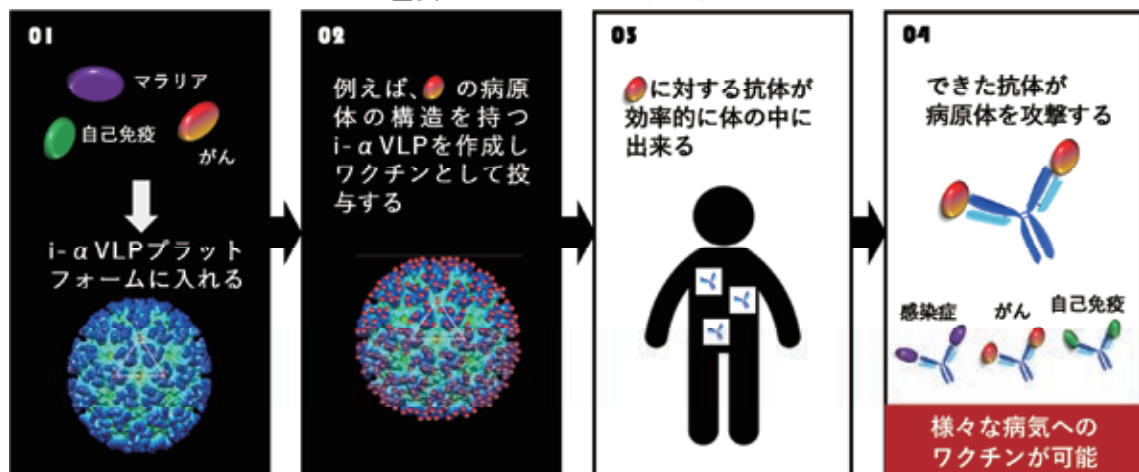 01
マラリア
自己免疫
がん
i-αVLPプラット
フォームに入れる
02
例えば、の病原
体の構造を持つ
i-αVLPを作成し
ワクチンとして投
与する
03
に対する抗体が
効率的に体の中に
出来る
04
できた抗体が
病原体を攻撃する
感染症
がん
自己免疫
様々な病気への
ワクチンが可能